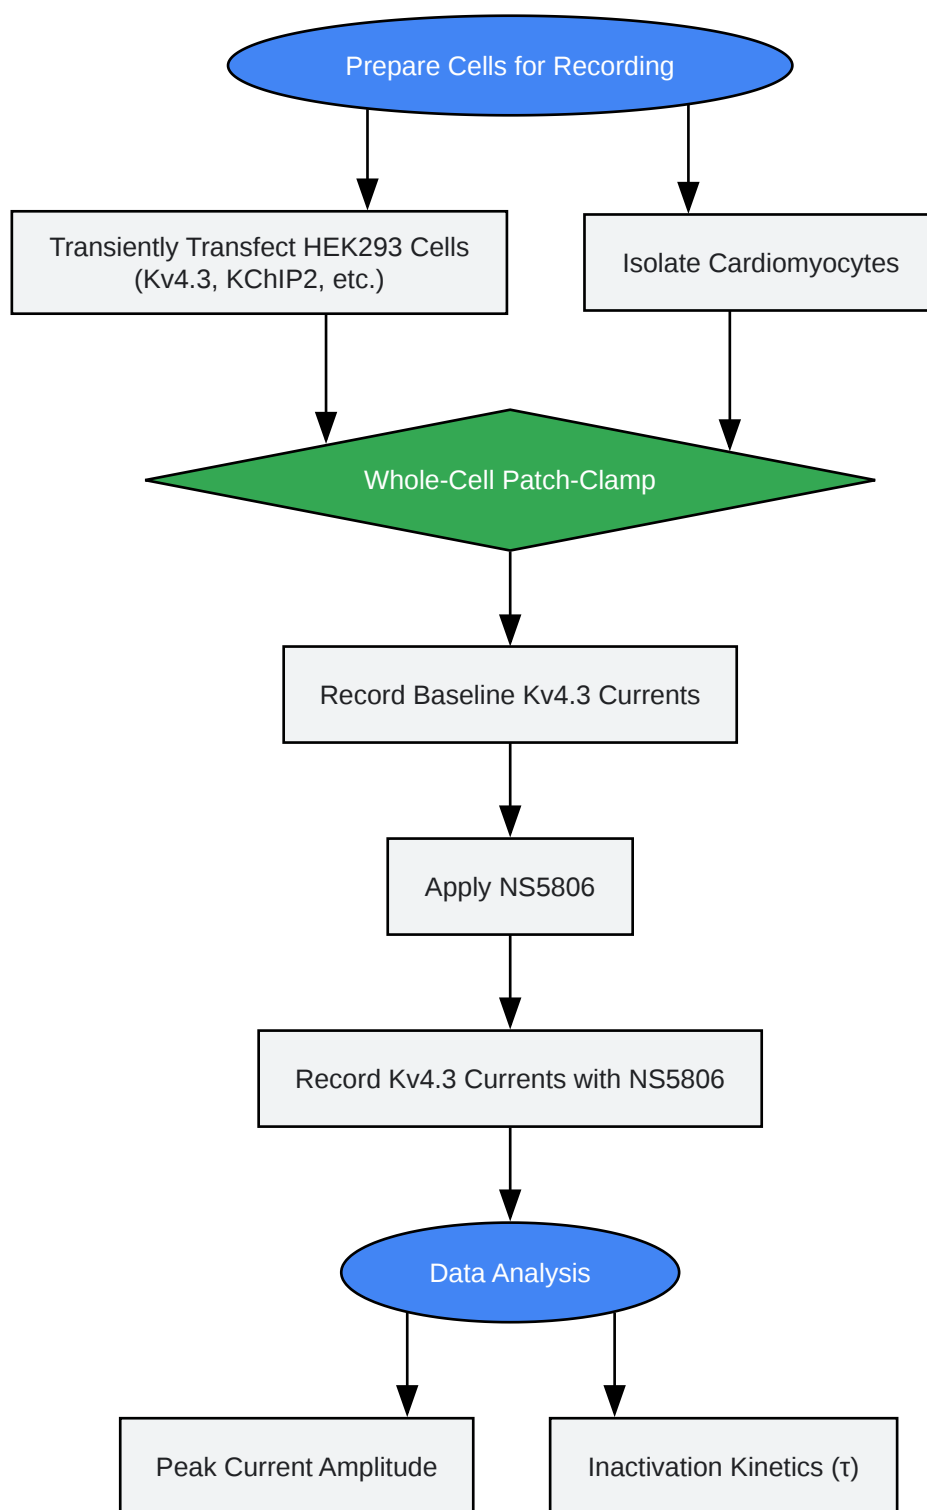 Prepare Cells for Recording
Transiently Transfect HEK293 Cells
(Kv4.3, KChIP2, etc.)
Isolate Cardiomyocytes
Whole-Cell Patch-Clamp
Record Baseline Kv4.3 Currents
Apply NS5806
Record Kv4.3 Currents with NS5806
Data Analysis
Peak Current Amplitude
Inactivation Kinetics (τ)